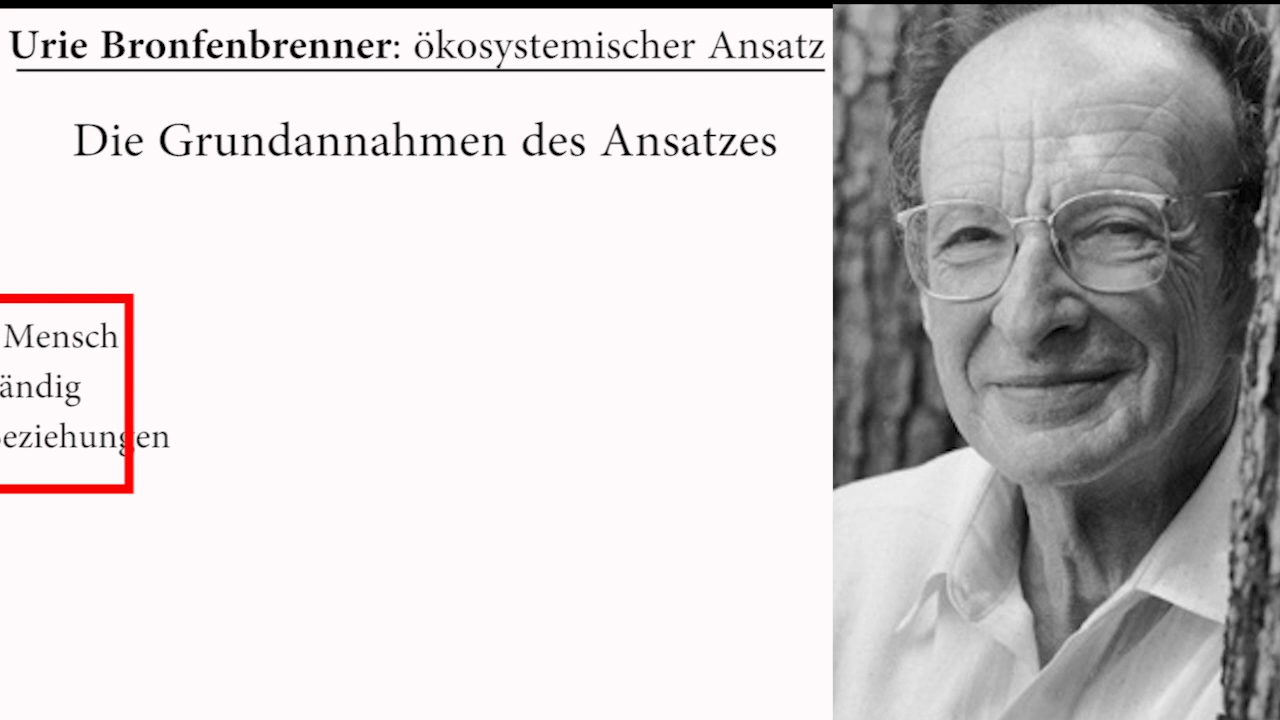 Urie Bronfenbrenner: ökosystemischer Ansatz
Die Grundannahmen des Ansatzes
Mensch
ändig
eziehungen